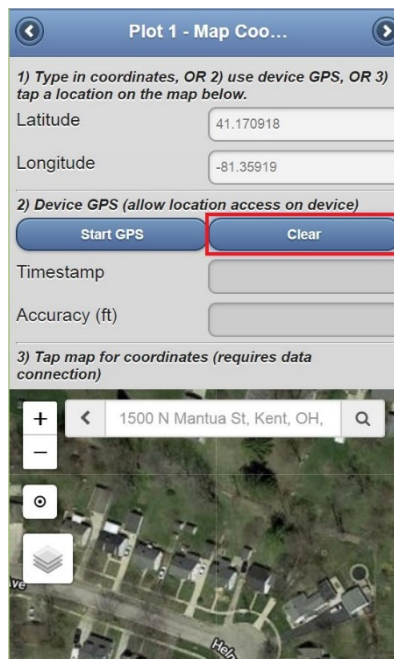 Plot 1 - Map Coo...
1) Type in coordinates, OR 2) use device GPS, OR 3)
tap a location on the map below.
Latitude
41.170918
Longitude
-81.35919
2) Device GPS (allow location access on device)
Start GPS
Clear
Timestamp
Accuracy (ft)
3) Tap map for coordinates (requires data
connection)
+
1500 N Mantua St, Kent, OH,
−